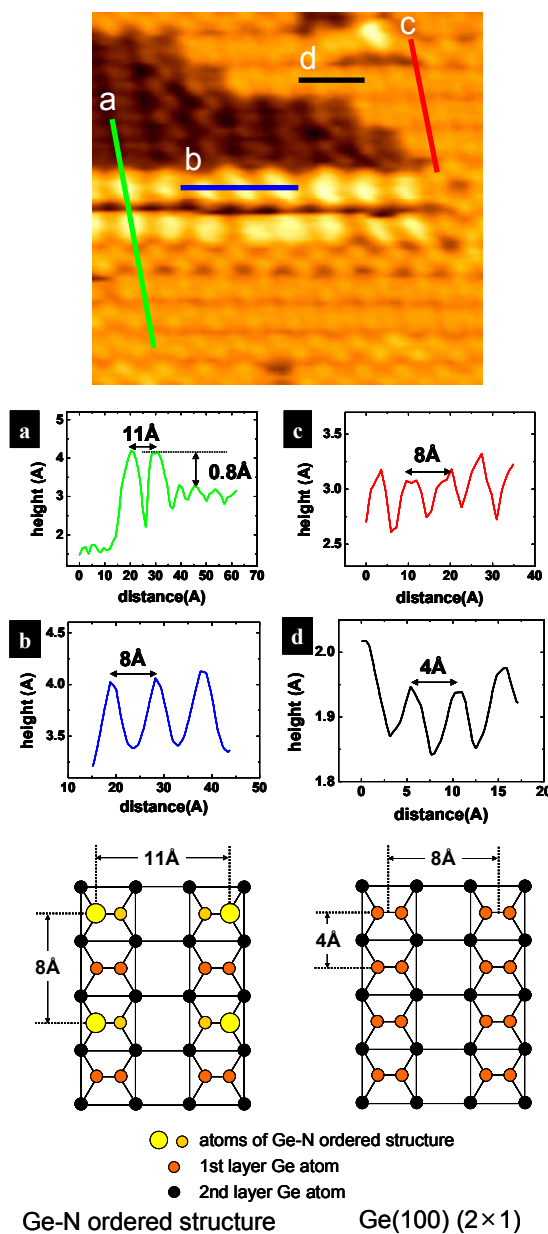 c
d
a
b
a
11Å
0.8Å
5
4
3
2
height (A)
0 10 20 30 40 50 60 70
distance(A)
c
8Å
3.5
3.0
2.5
height (A)
0 10 20 30 40
distance(A)
b
8Å
4.5
4.0
3.5
height (A)
10 20 30 40 50
distance(A)
d
4Å
2.0
1.9
1.8
height (A)
0 5 10 15 20
distance(A)
11Å
8Å
8Å
4Å
atoms of Ge-N ordered structure
1st layer Ge atom
2nd layer Ge atom
Ge-N ordered structure
Ge(100) (2×1)